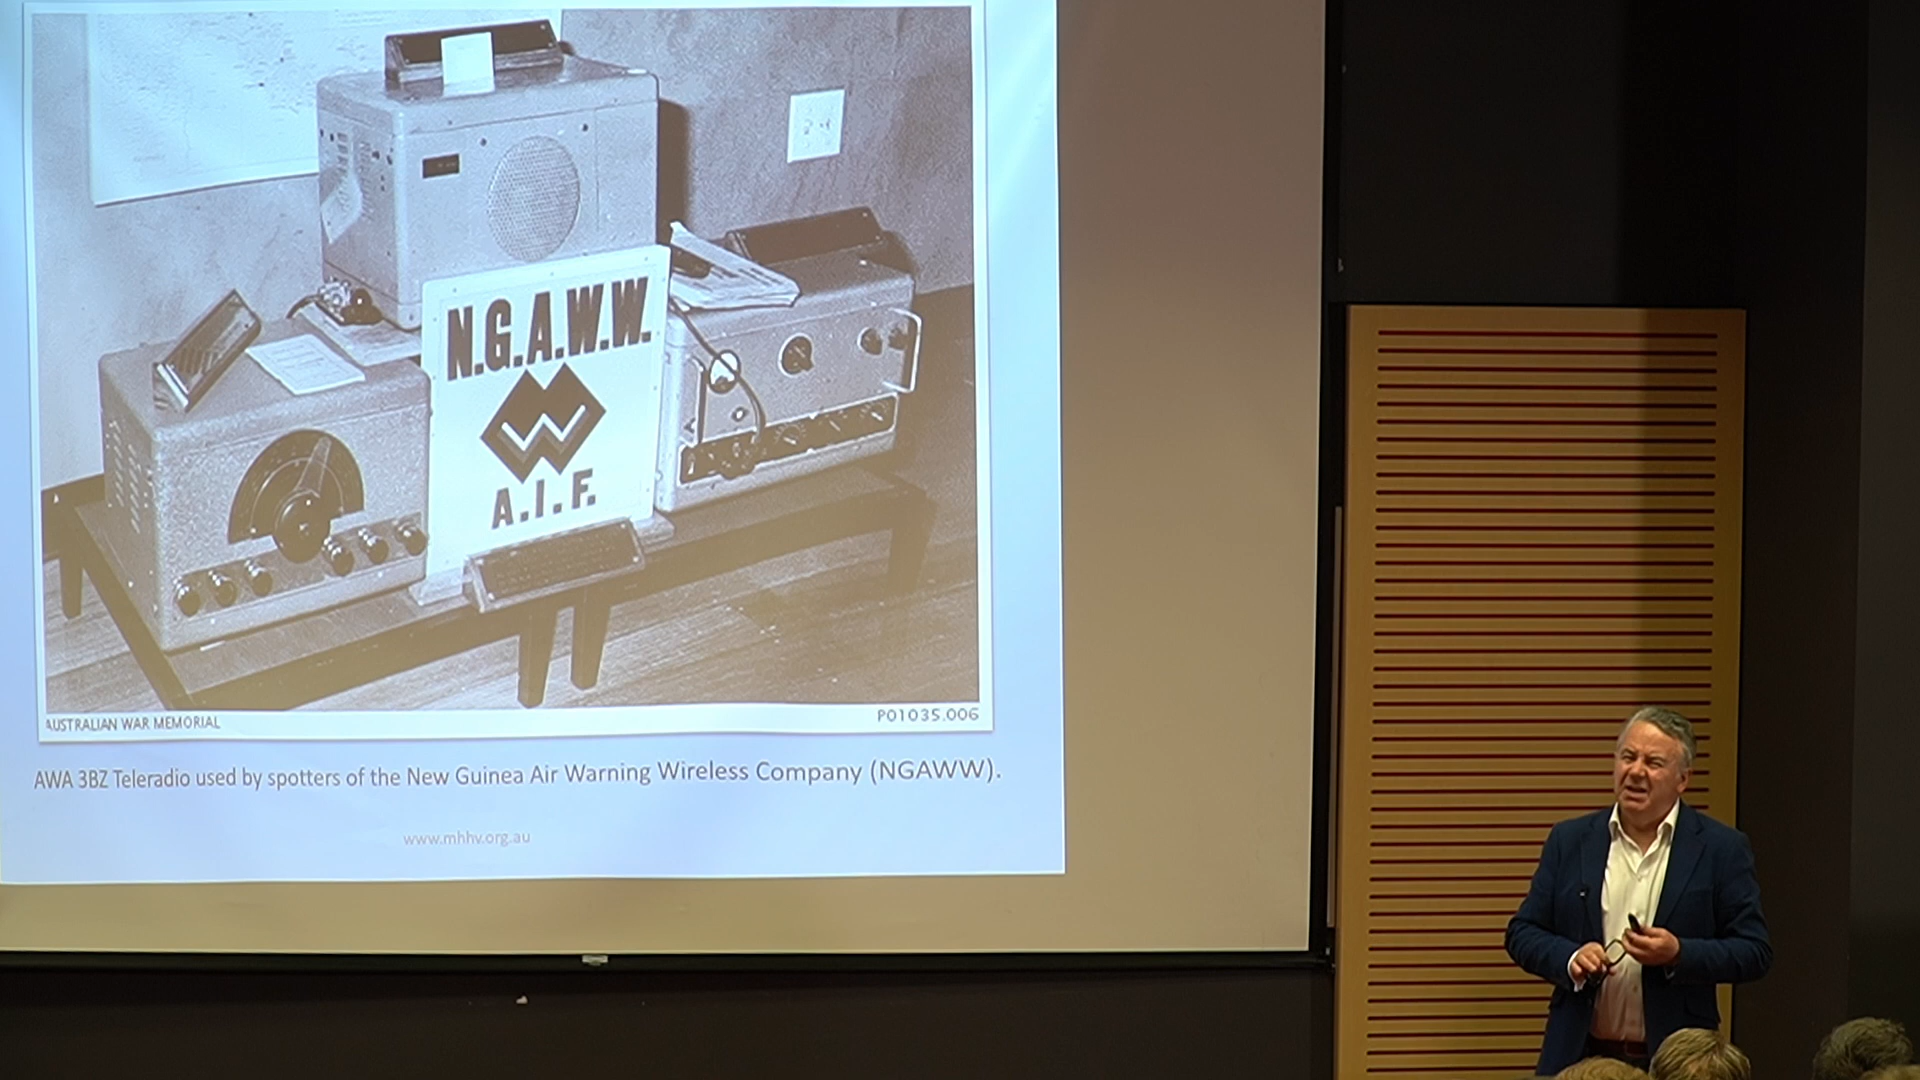 N.G.A.W.W.
A.I.F.
AUSTRALIAN WAR MEMORIAL
P01035.006
AWA 3BZ Teleradio used by spotters of the New Guinea Air Warning Wireless Company (NGAWW).
www.mhhv.org.au